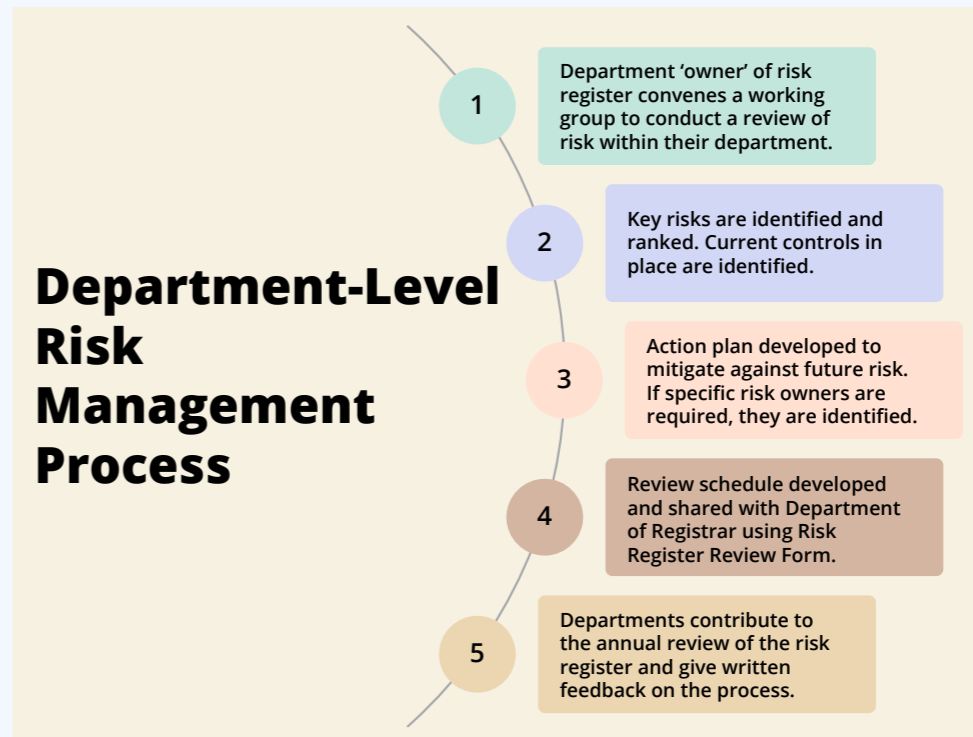 Department-Level
Risk
Management
Process
1
Department ‘owner’ of risk
register convenes a working
group to conduct a review of
risk within their department.
2
Key risks are identified and
ranked. Current controls in
place are identified.
3
Action plan developed to
mitigate against future risk.
If specific risk owners are
required, they are identified.
4
Review schedule developed
and shared with Department
of Registrar using Risk
Register Review Form.
5
Departments contribute to
the annual review of the risk
register and give written
feedback on the process.